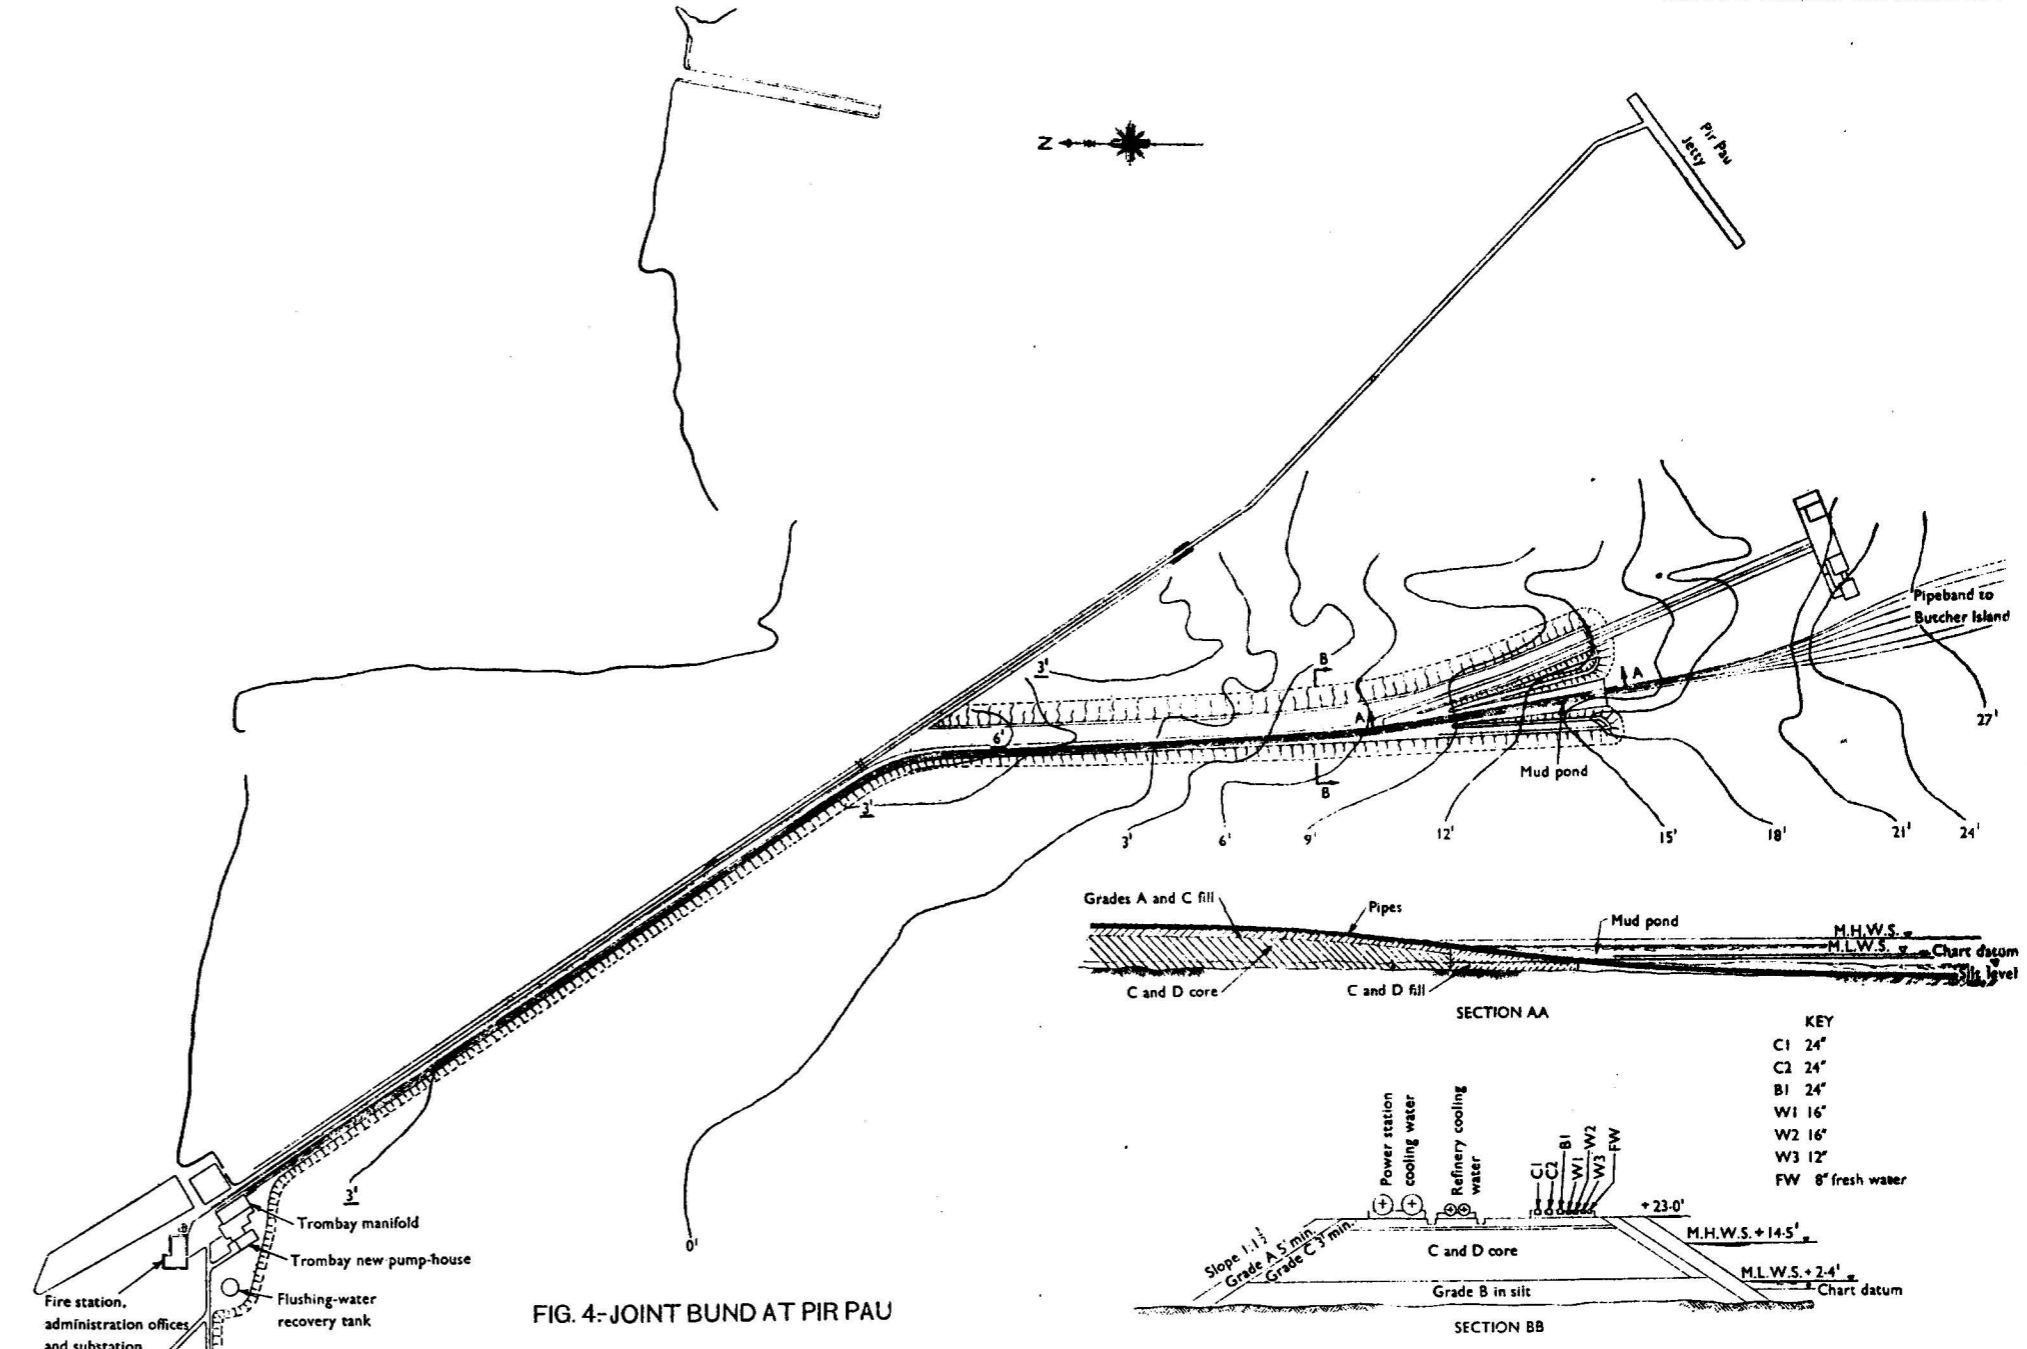 N
Pir Pau
Jetty
Pipeband to
Butcher Island
3'
B
A
A
6'
27'
Mud pond
B
3'
3'
6'
9'
12'
15'
18'
21'
24'
Grades A and C fill
Pipes
Mud pond
M.H.W.S.
M.L.W.S.
Chart datum
Silt level
C and D core
C and D fill
SECTION AA
KEY
C1 24"
C2 24"
B1 24"
W1 16"
W2 16"
W3 12"
FW 8" fresh water
Power station
cooling water
Refinery cooling
water
C1
C2
B1
W1
W2
W3
FW
+23·0'
M.H.W.S. +14·5'
M.L.W.S. +2·4'
Chart datum
Slope 1:1½
Grade A 5' min.
Grade C 3' min.
C and D core
Grade B in silt
SECTION BB
3'
0'
Trombay manifold
Trombay new pump-house
Flushing-water
recovery tank
Fire station,
administration offices
and substation
FIG. 4:-JOINT BUND AT PIR PAU